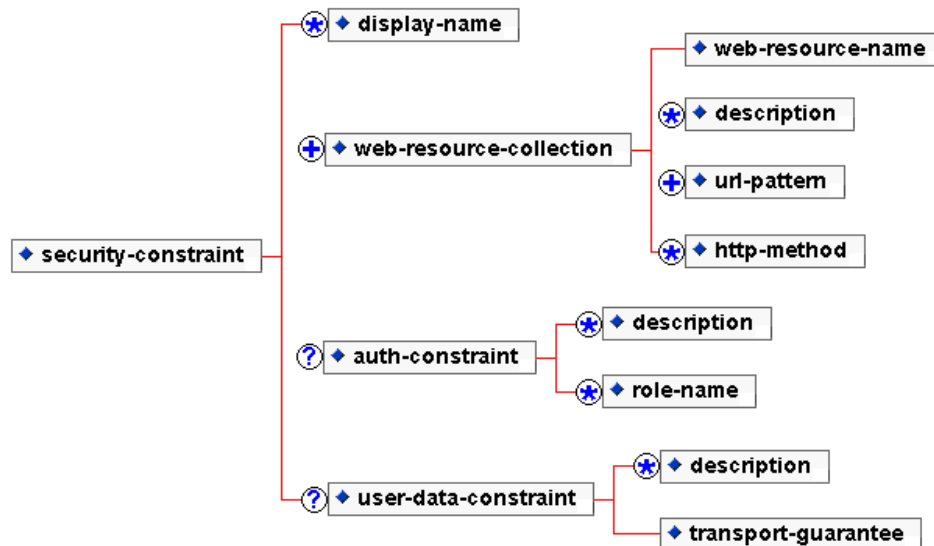 display-name
web-resource-name
description
web-resource-collection
url-pattern
http-method
security-constraint
description
auth-constraint
role-name
description
user-data-constraint
transport-guarantee